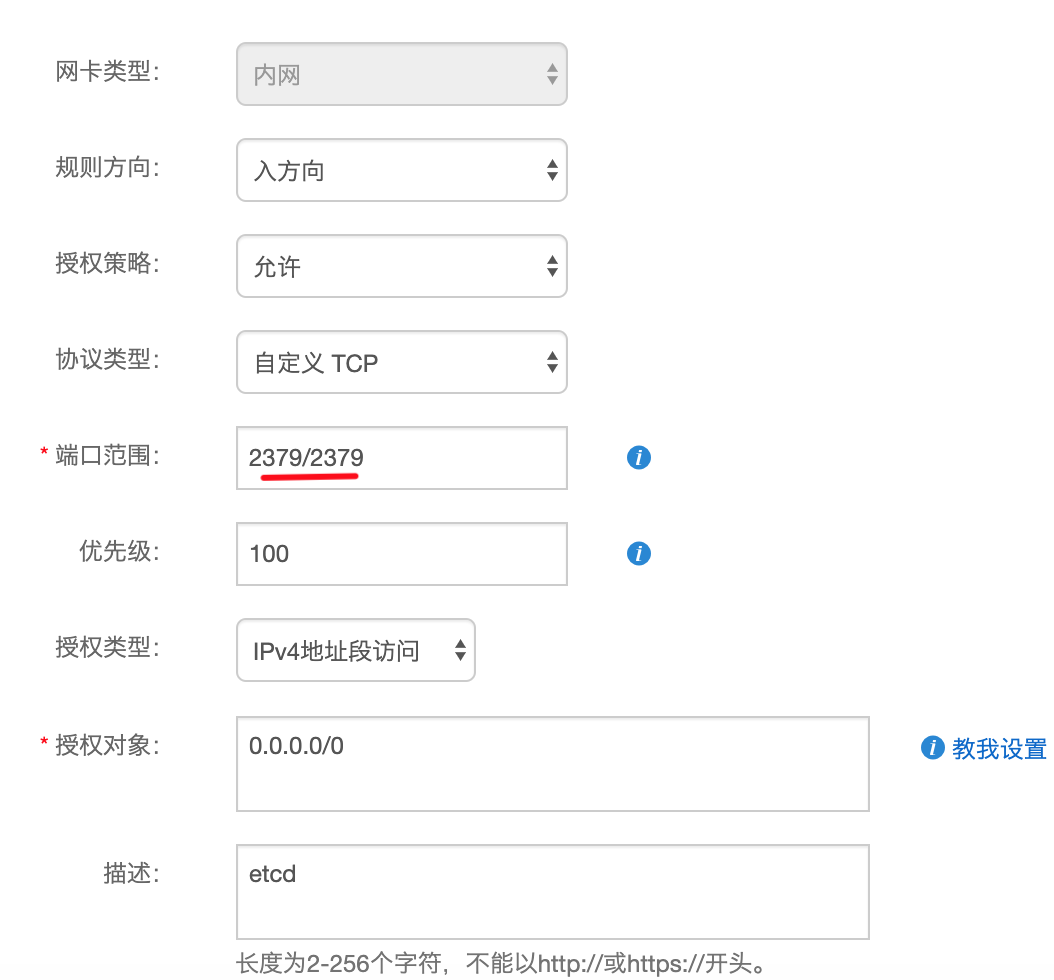 网卡类型: 内网
规则方向: 入方向
授权策略: 允许
协议类型: 自定义 TCP
* 端口范围: 2379/2379
优先级: 100
授权类型: IPv4地址段访问
* 授权对象: 0.0.0.0/0 教我设置
描述: etcd
长度为2-256个字符，不能以http://或https://开头。